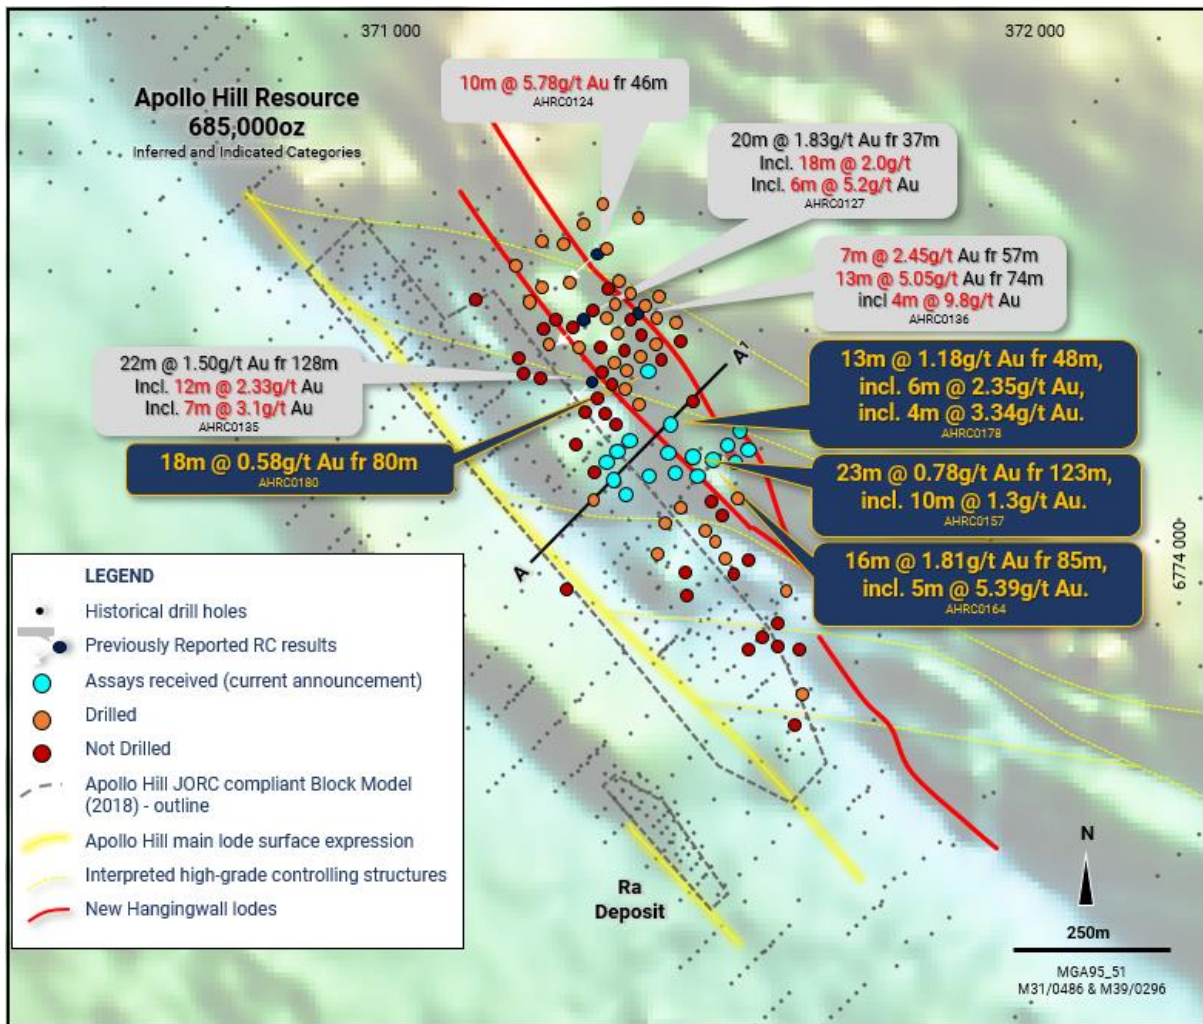 371 000
372 000
Apollo Hill Resource
685,000oz
Inferred and Indicated Categories
10m @ 5.78g/t Au fr 46m
AHRC0124
20m @ 1.83g/t Au fr 37m
Incl. 18m @ 2.0g/t
Incl. 6m @ 5.2g/t Au
AHRC0127
7m @ 2.45g/t Au fr 57m
13m @ 5.05g/t Au fr 74m
incl 4m @ 9.8g/t Au
AHRC0136
22m @ 1.50g/t Au fr 128m
Incl. 12m @ 2.33g/t Au
Incl. 7m @ 3.1g/t Au
AHRC0135
18m @ 0.58g/t Au fr 80m
AHRC0180
A'
13m @ 1.18g/t Au fr 48m,
incl. 6m @ 2.35g/t Au,
incl. 4m @ 3.34g/t Au.
AHRC0178
23m @ 0.78g/t Au fr 123m,
incl. 10m @ 1.3g/t Au.
AHRC0157
16m @ 1.81g/t Au fr 85m,
incl. 5m @ 5.39g/t Au.
AHRC0164
A
6774 000
LEGEND
Historical drill holes
Previously Reported RC results
Assays received (current announcement)
Drilled
Not Drilled
Apollo Hill JORC compliant Block Model
(2018) - outline
Apollo Hill main lode surface expression
Interpreted high-grade controlling structures
New Hangingwall lodes
Ra
Deposit
N
250m
MGA95_51
M31/0486 & M39/0296